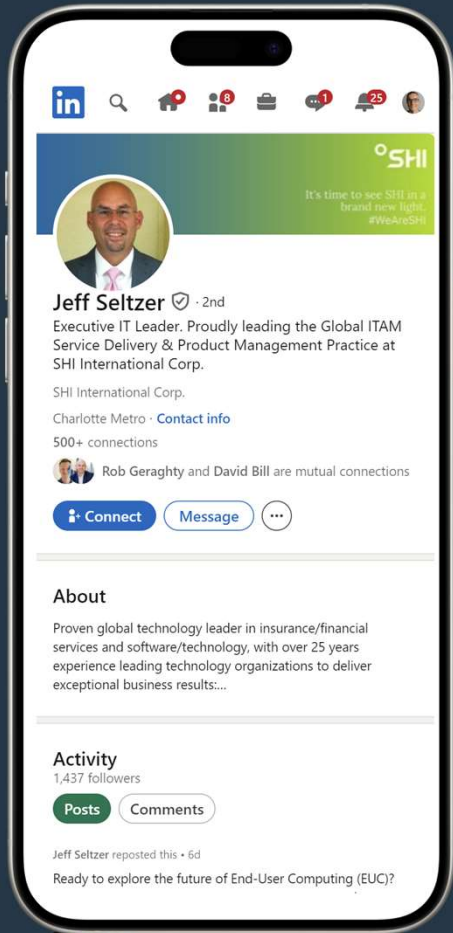 in
8
1
25
°SHI
It's time to see SHI in a
brand new light.
#WeAreSHI
Jeff Seltzer · 2nd
Executive IT Leader. Proudly leading the Global ITAM
Service Delivery & Product Management Practice at
SHI International Corp.
SHI International Corp.
Charlotte Metro · Contact info
500+ connections
Rob Geraghty and David Bill are mutual connections
Connect Message ...
About
Proven global technology leader in insurance/financial
services and software/technology, with over 25 years
experience leading technology organizations to deliver
exceptional business results:...
Activity
1,437 followers
Posts Comments
Jeff Seltzer reposted this • 6d
Ready to explore the future of End-User Computing (EUC)?